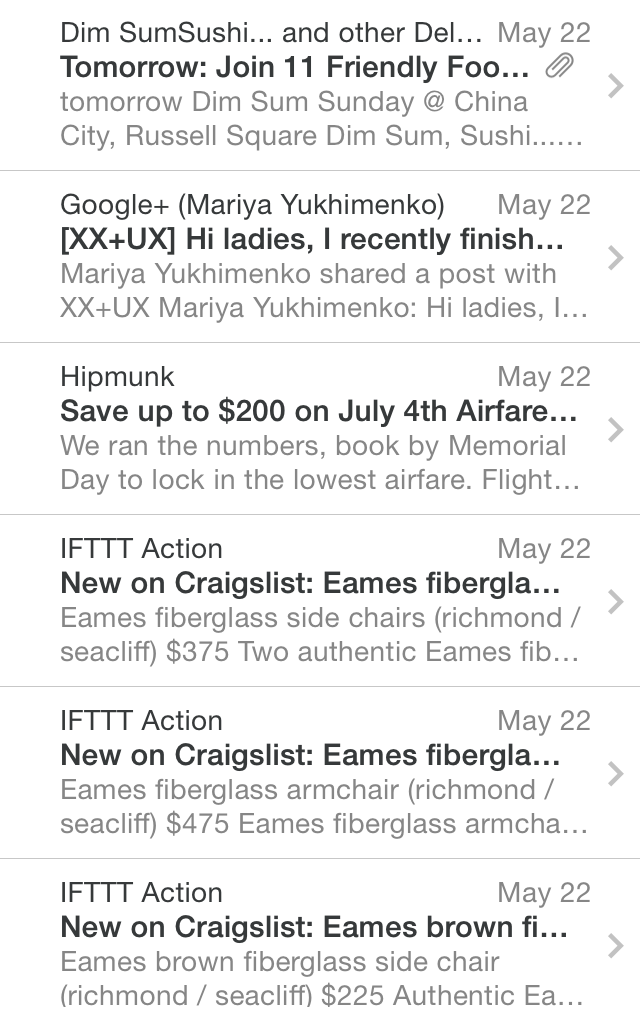 Dim SumSushi... and other Del... May 22
Tomorrow: Join 11 Friendly Foo...
tomorrow Dim Sum Sunday @ China
City, Russell Square Dim Sum, Sushi......
Google+ (Mariya Yukhimenko) May 22
[XX+UX] Hi ladies, I recently finish...
Mariya Yukhimenko shared a post with
XX+UX Mariya Yukhimenko: Hi ladies, I...
Hipmunk May 22
Save up to $200 on July 4th Airfare...
We ran the numbers, book by Memorial
Day to lock in the lowest airfare. Flight...
IFTTT Action May 22
New on Craigslist: Eames fibergla...
Eames fiberglass side chairs (richmond /
seacliff) $375 Two authentic Eames fib...
IFTTT Action May 22
New on Craigslist: Eames fibergla...
Eames fiberglass armchair (richmond /
seacliff) $475 Eames fiberglass armcha...
IFTTT Action May 22
New on Craigslist: Eames brown fi...
Eames brown fiberglass side chair
(richmond / seacliff) $225 Authentic Ea...